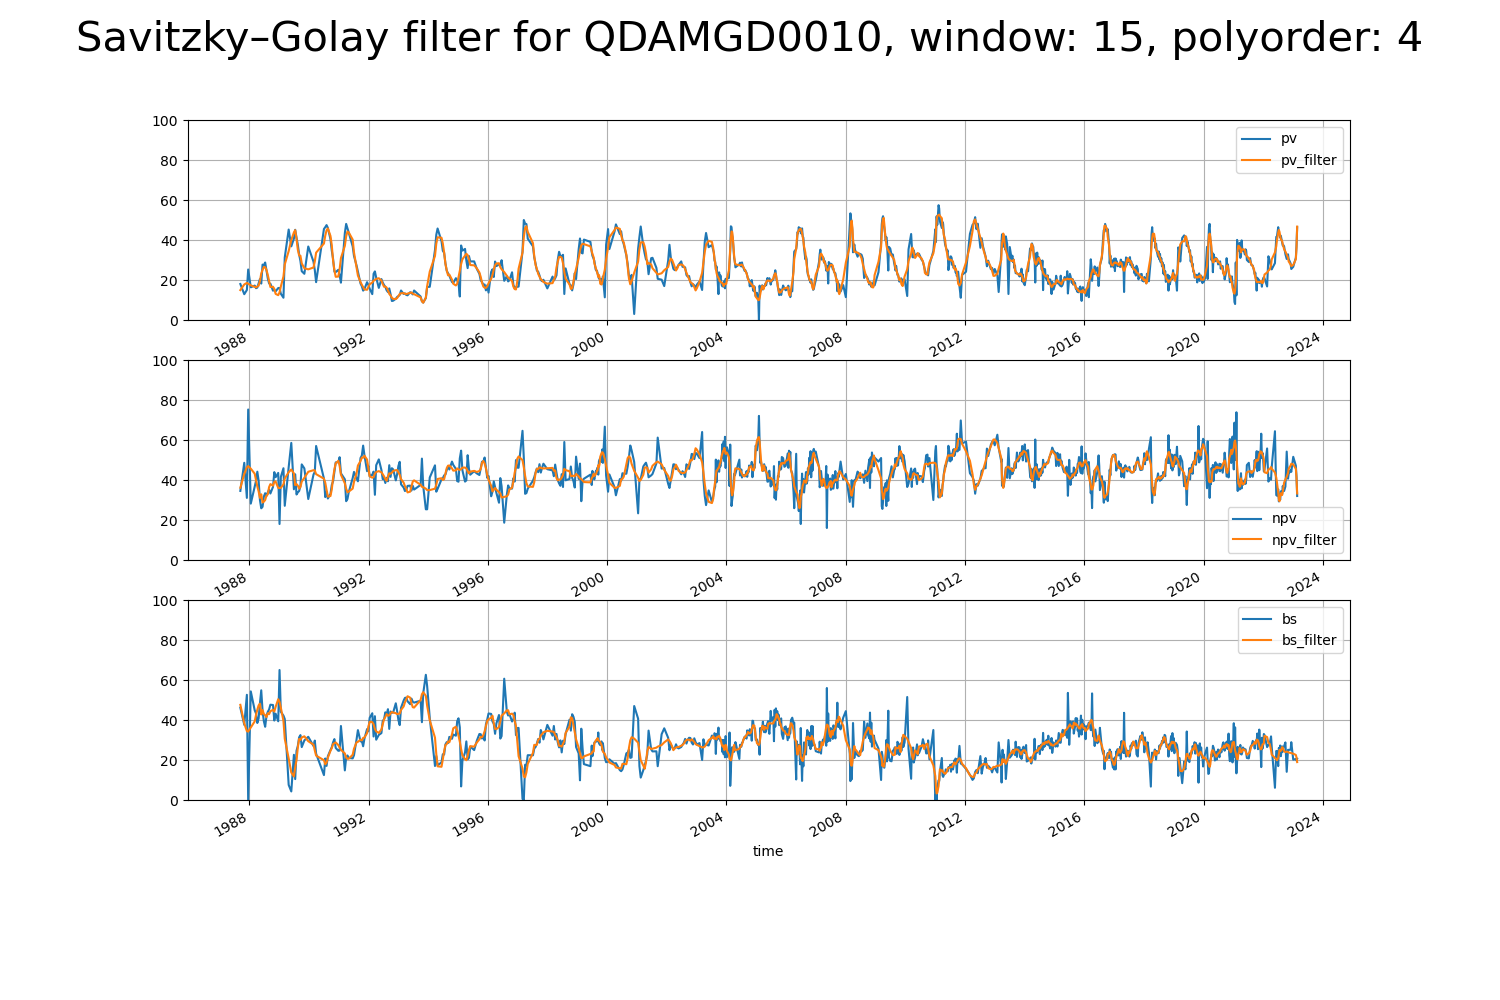 Savitzky–Golay filter for QDAMGD0010, window: 15, polyorder: 4
100
80
60
40
20
0
pv
pv_filter
1988 1992 1996 2000 2004 2008 2012 2016 2020 2024
100
80
60
40
20
0
npv
npv_filter
1988 1992 1996 2000 2004 2008 2012 2016 2020 2024
100
80
60
40
20
0
bs
bs_filter
1988 1992 1996 2000 2004 2008 2012 2016 2020 2024
time